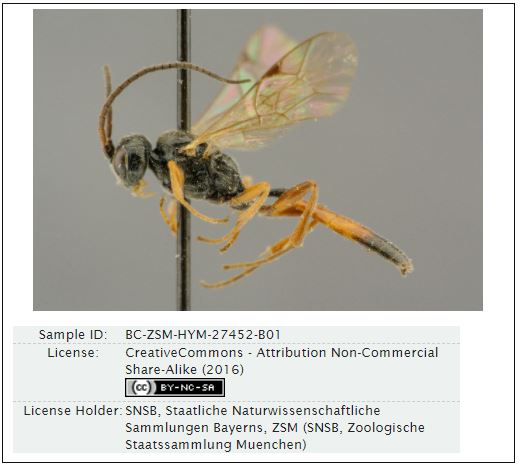 Sample ID: BC-ZSM-HYM-27452-B01
License: CreativeCommons - Attribution Non-Commercial
Share-Alike (2016)
cc BY-NC-SA
License Holder: SNSB, Staatliche Naturwissenschaftliche
Sammlungen Bayerns, ZSM (SNSB, Zoologische
Staatssammlung Muenchen)